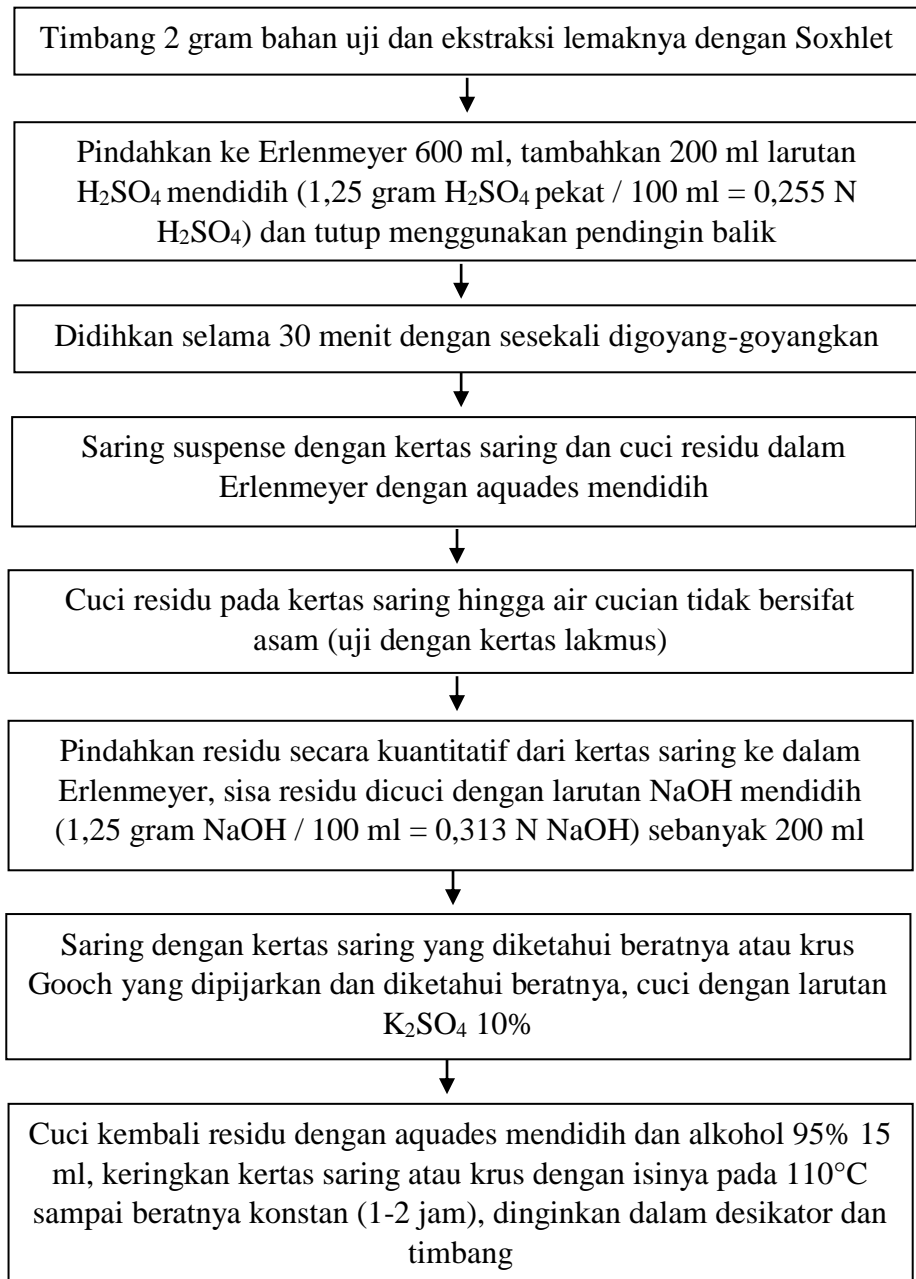 Timbang 2 gram bahan uji dan ekstraksi lemaknya dengan Soxhlet
Pindahkan ke Erlenmeyer 600 ml, tambahkan 200 ml larutan
H₂SO₄ mendidih (1,25 gram H₂SO₄ pekat / 100 ml = 0,255 N
H₂SO₄) dan tutup menggunakan pendingin balik
Didihkan selama 30 menit dengan sesekali digoyang-goyangkan
Saring suspense dengan kertas saring dan cuci residu dalam
Erlenmeyer dengan aquades mendidih
Cuci residu pada kertas saring hingga air cucian tidak bersifat
asam (uji dengan kertas lakmus)
Pindahkan residu secara kuantitatif dari kertas saring ke dalam
Erlenmeyer, sisa residu dicuci dengan larutan NaOH mendidih
(1,25 gram NaOH / 100 ml = 0,313 N NaOH) sebanyak 200 ml
Saring dengan kertas saring yang diketahui beratnya atau krus
Gooch yang dipijarkan dan diketahui beratnya, cuci dengan larutan
K₂SO₄ 10%
Cuci kembali residu dengan aquades mendidih dan alkohol 95% 15
ml, keringkan kertas saring atau krus dengan isinya pada 110°C
sampai beratnya konstan (1-2 jam), dinginkan dalam desikator dan
timbang